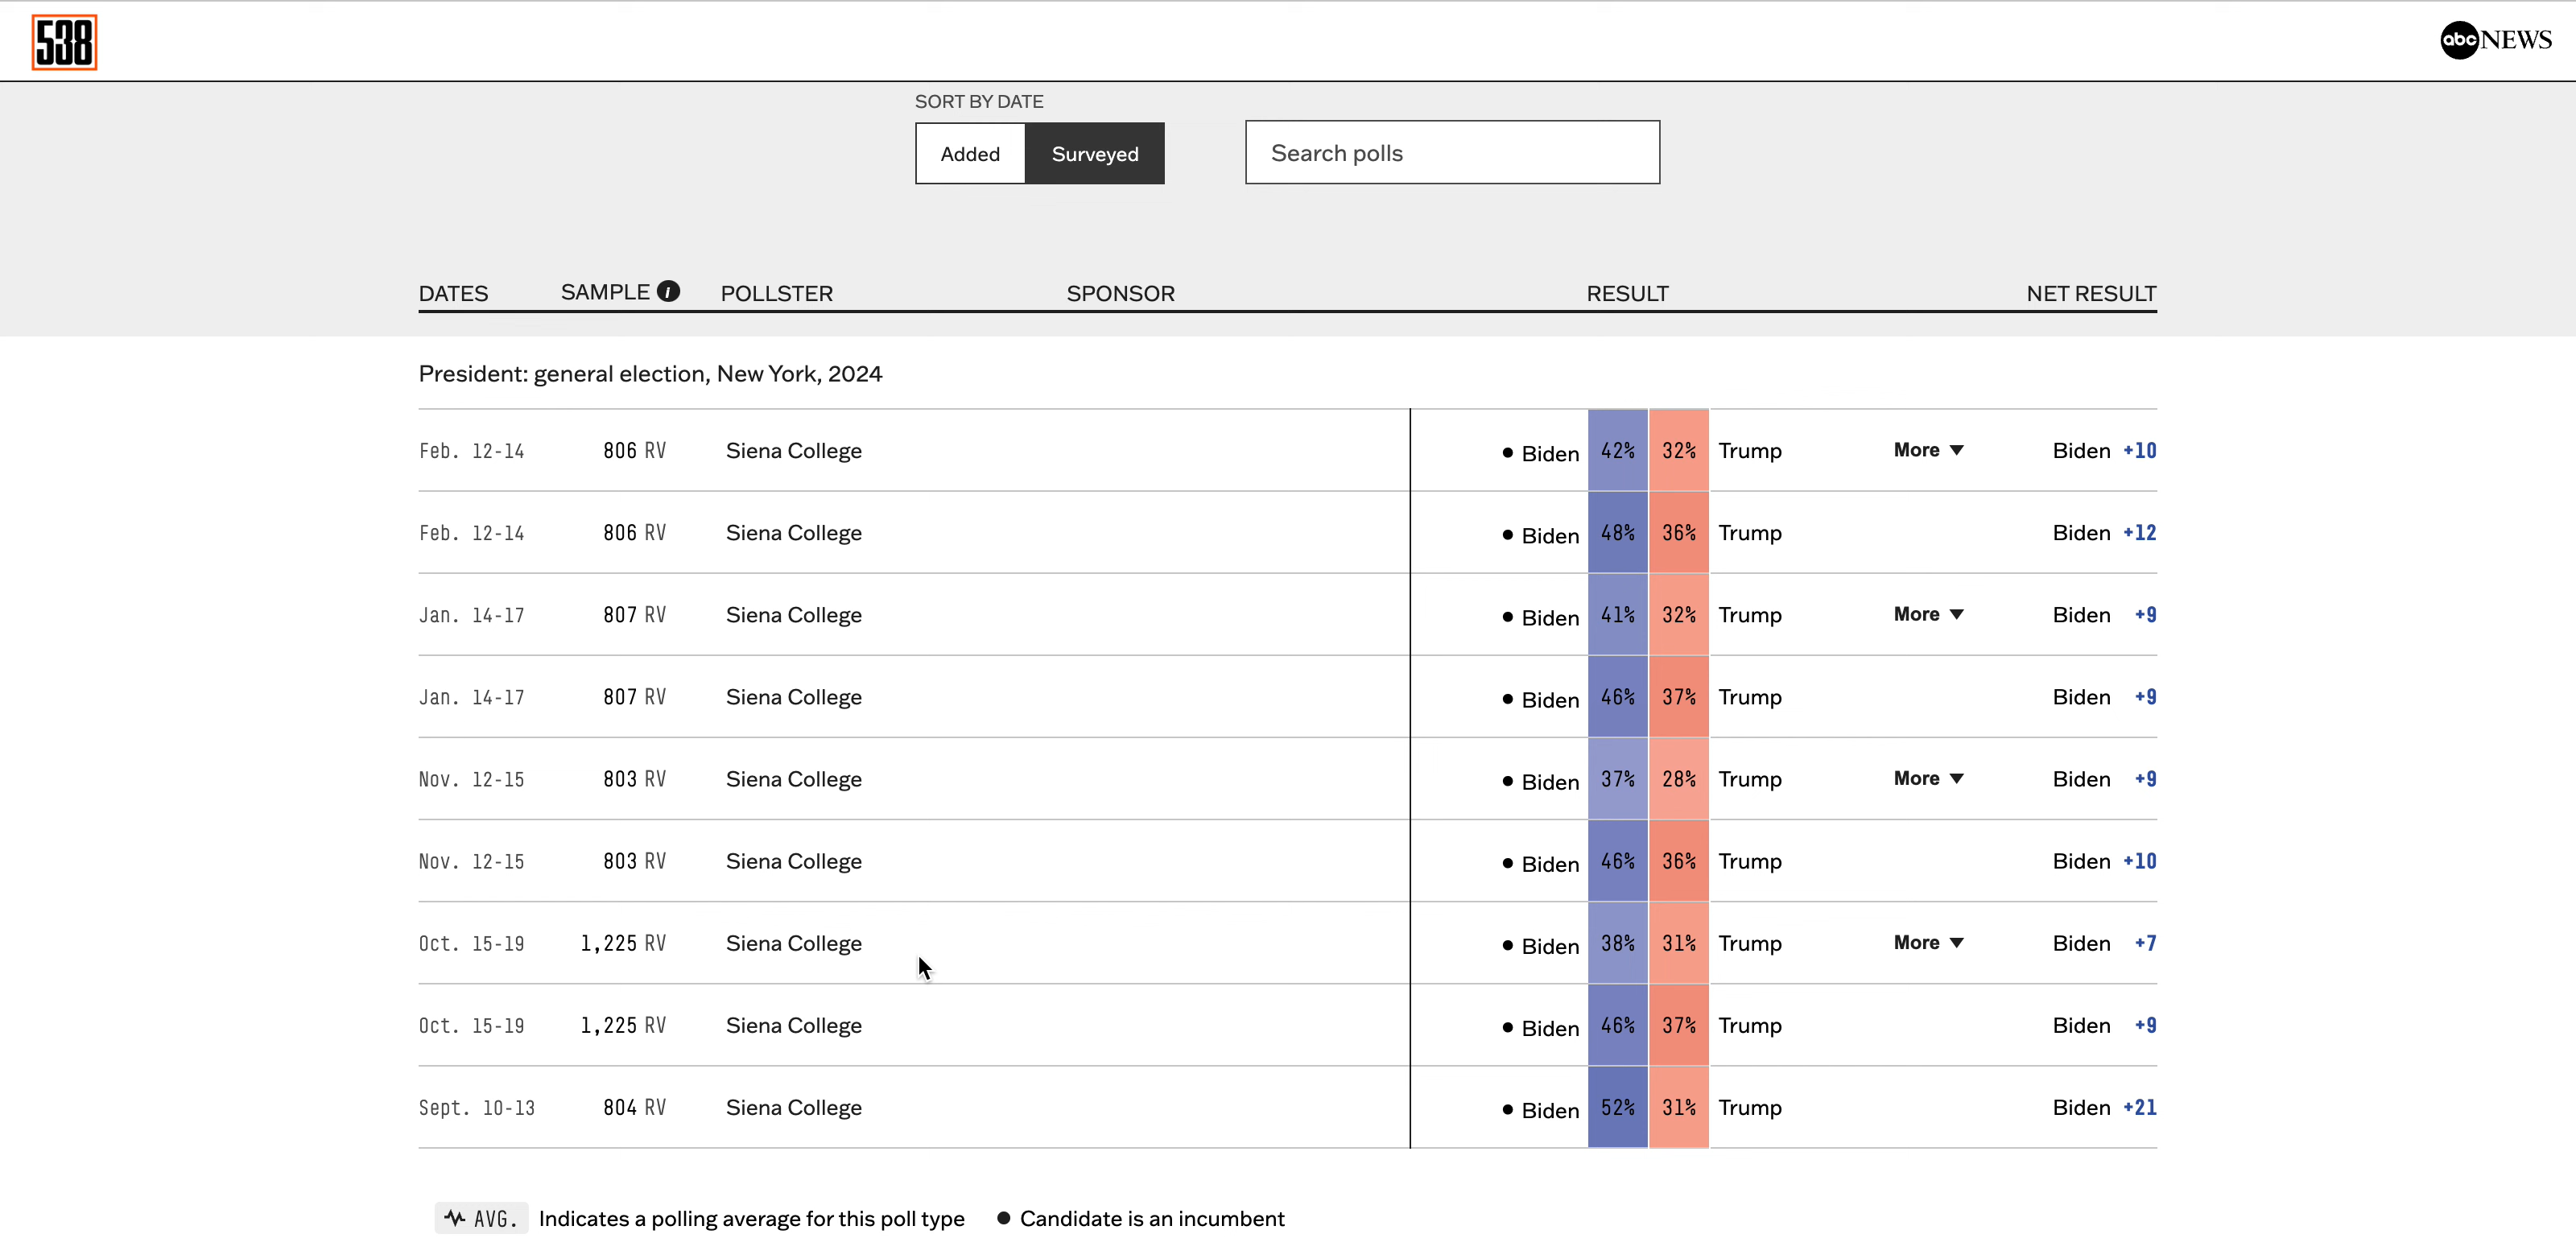 538
abc NEWS
SORT BY DATE
Added Surveyed Search polls
DATES SAMPLE i POLLSTER SPONSOR RESULT NET RESULT
President: general election, New York, 2024
Feb. 12-14 806 RV Siena College Biden 42% 32% Trump More Biden +10
Feb. 12-14 806 RV Siena College Biden 48% 36% Trump Biden +12
Jan. 14-17 807 RV Siena College Biden 41% 32% Trump More Biden +9
Jan. 14-17 807 RV Siena College Biden 46% 37% Trump Biden +9
Nov. 12-15 803 RV Siena College Biden 37% 28% Trump More Biden +9
Nov. 12-15 803 RV Siena College Biden 46% 36% Trump Biden +10
Oct. 15-19 1,225 RV Siena College Biden 38% 31% Trump More Biden +7
Oct. 15-19 1,225 RV Siena College Biden 46% 37% Trump Biden +9
Sept. 10-13 804 RV Siena College Biden 52% 31% Trump Biden +21
AVG. Indicates a polling average for this poll type ● Candidate is an incumbent